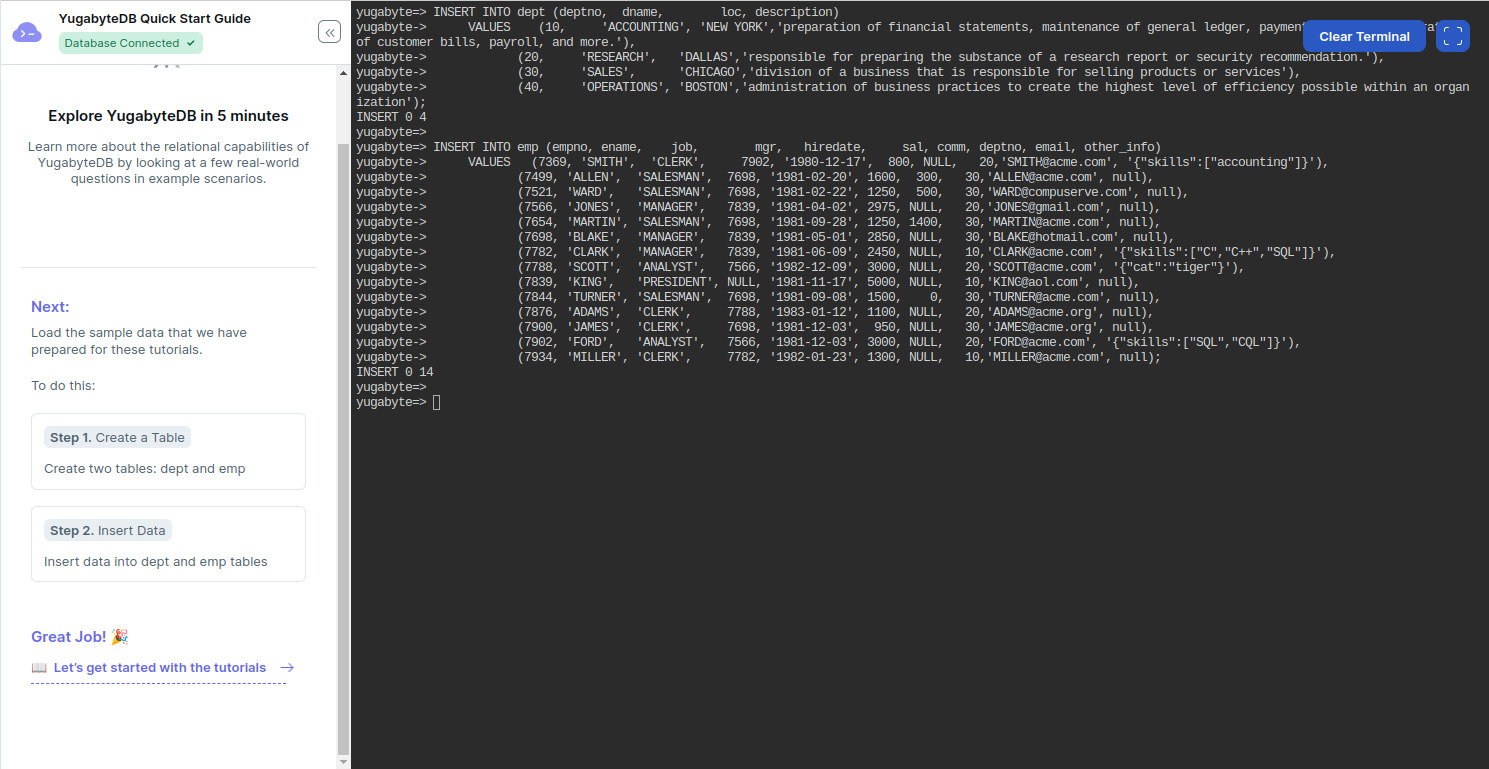 YugabyteDB Quick Start Guide
Database Connected
Explore YugabyteDB in 5 minutes
Learn more about the relational capabilities of
YugabyteDB by looking at a few real-world
questions in example scenarios.
Next:
Load the sample data that we have
prepared for these tutorials.
To do this:
Step 1. Create a Table
Create two tables: dept and emp
Step 2. Insert Data
Insert data into dept and emp tables
Great Job! 🎉
📖 Let's get started with the tutorials →
Clear Terminal
yugabyte=> INSERT INTO dept (deptno, dname, loc, description)
yugabyte-> VALUES (10, 'ACCOUNTING', 'NEW YORK','preparation of financial statements, maintenance of general ledger,
of customer bills, payroll, and more.'),
yugabyte-> (20, 'RESEARCH', 'DALLAS','responsible for preparing the substance of a research report or security recommendation.'),
yugabyte-> (30, 'SALES', 'CHICAGO','division of a business that is responsible for selling products or services'),
yugabyte-> (40, 'OPERATIONS', 'BOSTON','administration of business practices to create the highest level of efficiency possible within an organ
ization');
INSERT 0 4
yugabyte=>
yugabyte=> INSERT INTO emp (empno, ename, job, mgr, hiredate, sal, comm, deptno, email, other_info)
yugabyte-> VALUES (7369, 'SMITH', 'CLERK', 7902, '1980-12-17', 800, NULL, 20,'SMITH@acme.com', '{"skills":["accounting"]}'),
yugabyte-> (7499, 'ALLEN', 'SALESMAN', 7698, '1981-02-20', 1600, 300, 30,'ALLEN@acme.com', null),
yugabyte-> (7521, 'WARD', 'SALESMAN', 7698, '1981-02-22', 1250, 500, 30,'WARD@compuserve.com', null),
yugabyte-> (7566, 'JONES', 'MANAGER', 7839, '1981-04-02', 2975, NULL, 20,'JONES@gmail.com', null),
yugabyte-> (7654, 'MARTIN', 'SALESMAN', 7698, '1981-09-28', 1250, 1400, 30,'MARTIN@acme.com', null),
yugabyte-> (7698, 'BLAKE', 'MANAGER', 7839, '1981-05-01', 2850, NULL, 30,'BLAKE@hotmail.com', null),
yugabyte-> (7782, 'CLARK', 'MANAGER', 7839, '1981-06-09', 2450, NULL, 10,'CLARK@acme.com', '{"skills":["C","C++","SQL"]}'),
yugabyte-> (7788, 'SCOTT', 'ANALYST', 7566, '1982-12-09', 3000, NULL, 20,'SCOTT@acme.com', '{"cat":"tiger"}'),
yugabyte-> (7839, 'KING', 'PRESIDENT', NULL, '1981-11-17', 5000, NULL, 10,'KING@aol.com', null),
yugabyte-> (7844, 'TURNER', 'SALESMAN', 7698, '1981-09-08', 1500, 0, 30,'TURNER@acme.com', null),
yugabyte-> (7876, 'ADAMS', 'CLERK', 7788, '1983-01-12', 1100, NULL, 20,'ADAMS@acme.org', null),
yugabyte-> (7900, 'JAMES', 'CLERK', 7698, '1981-12-03', 950, NULL, 30,'JAMES@acme.org', null),
yugabyte-> (7902, 'FORD', 'ANALYST', 7566, '1981-12-03', 3000, NULL, 20,'FORD@acme.com', '{"skills":["SQL","CQL"]}'),
yugabyte-> (7934, 'MILLER', 'CLERK', 7782, '1982-01-23', 1300, NULL, 10,'MILLER@acme.com', null);
INSERT 0 14
yugabyte=>
yugabyte=>